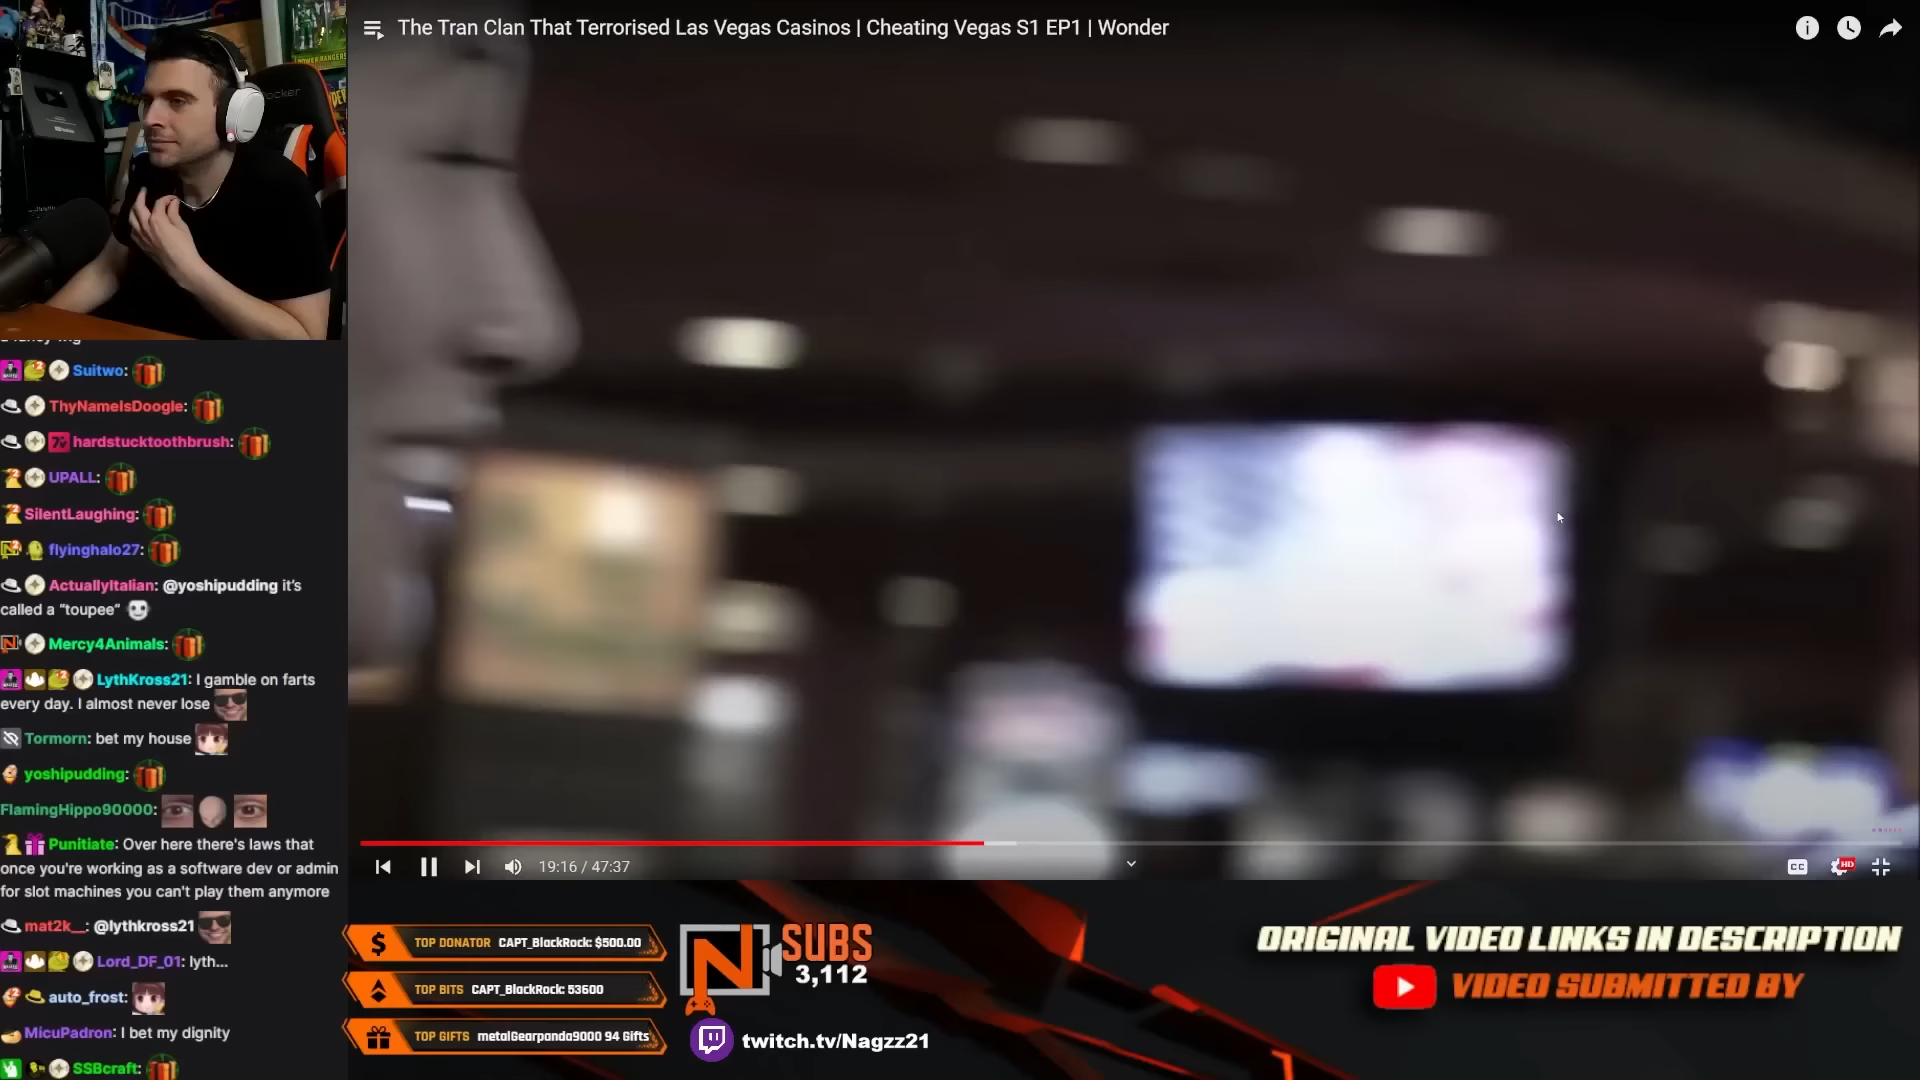 The Tran Clan That Terrorised Las Vegas Casinos | Cheating Vegas S1 EP1 | Wonder
Suitwo:
ThyNameIsDoogle:
hardstucktoothbrush:
UPALL:
SilentLaughing:
flyinghalo27:
ActuallyItalian: @yoshipudding it's
called a "toupee"
Mercy4Animals:
LythKross21: I gamble on farts
every day. I almost never lose
Tormorn: bet my house
yoshipudding:
FlamingHippo90000:
Punitiate: Over here there's laws that
once you're working as a software dev or admin
for slot machines you can't play them anymore
mat2k__: @lythkross21
Lord_DF_01: lyth...
auto_frost:
MicuPadron: I bet my dignity
SSBcraft:
19:16 / 47:37
CC
HD
TOP DONATOR CAPT_BlackRock: $500.00
TOP BITS CAPT_BlackRock: 53600
TOP GIFTS metalGearpanda9000 94 Gifts
N
SUBS
3,112
twitch.tv/Nagzz21
ORIGINAL VIDEO LINKS IN DESCRIPTION
VIDEO SUBMITTED BY